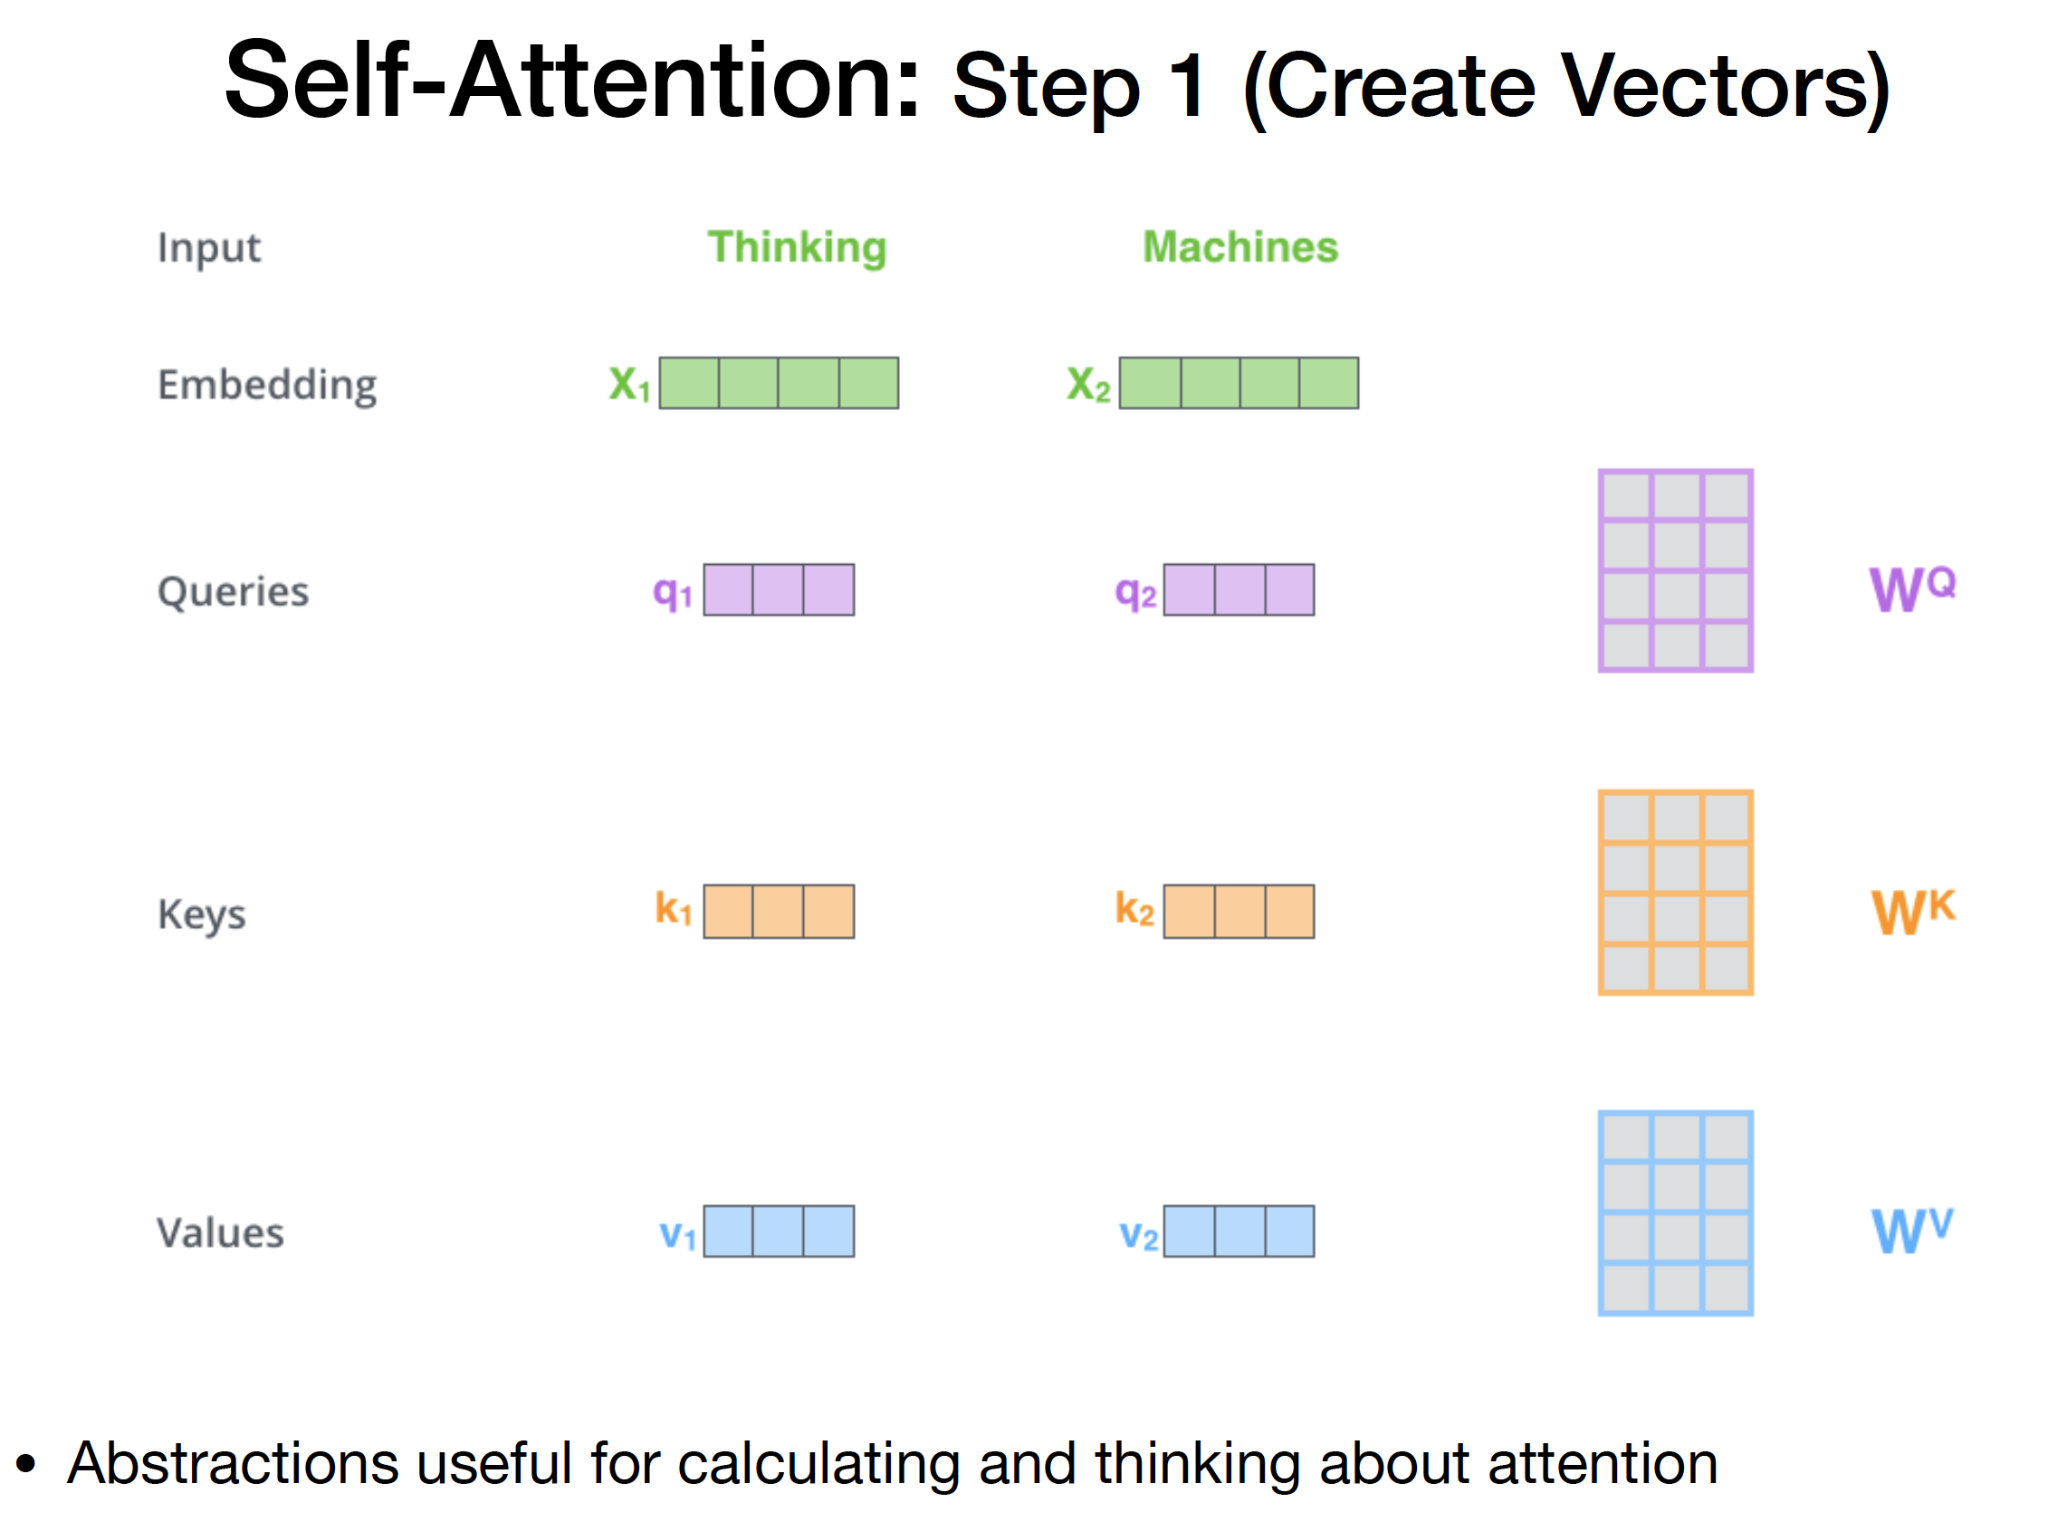 Self-Attention: Step 1 (Create Vectors)
Input Thinking Machines
Embedding X1 X2
Queries q1 q2 WQ
Keys k1 k2 WK
Values v1 v2 WV
• Abstractions useful for calculating and thinking about attention